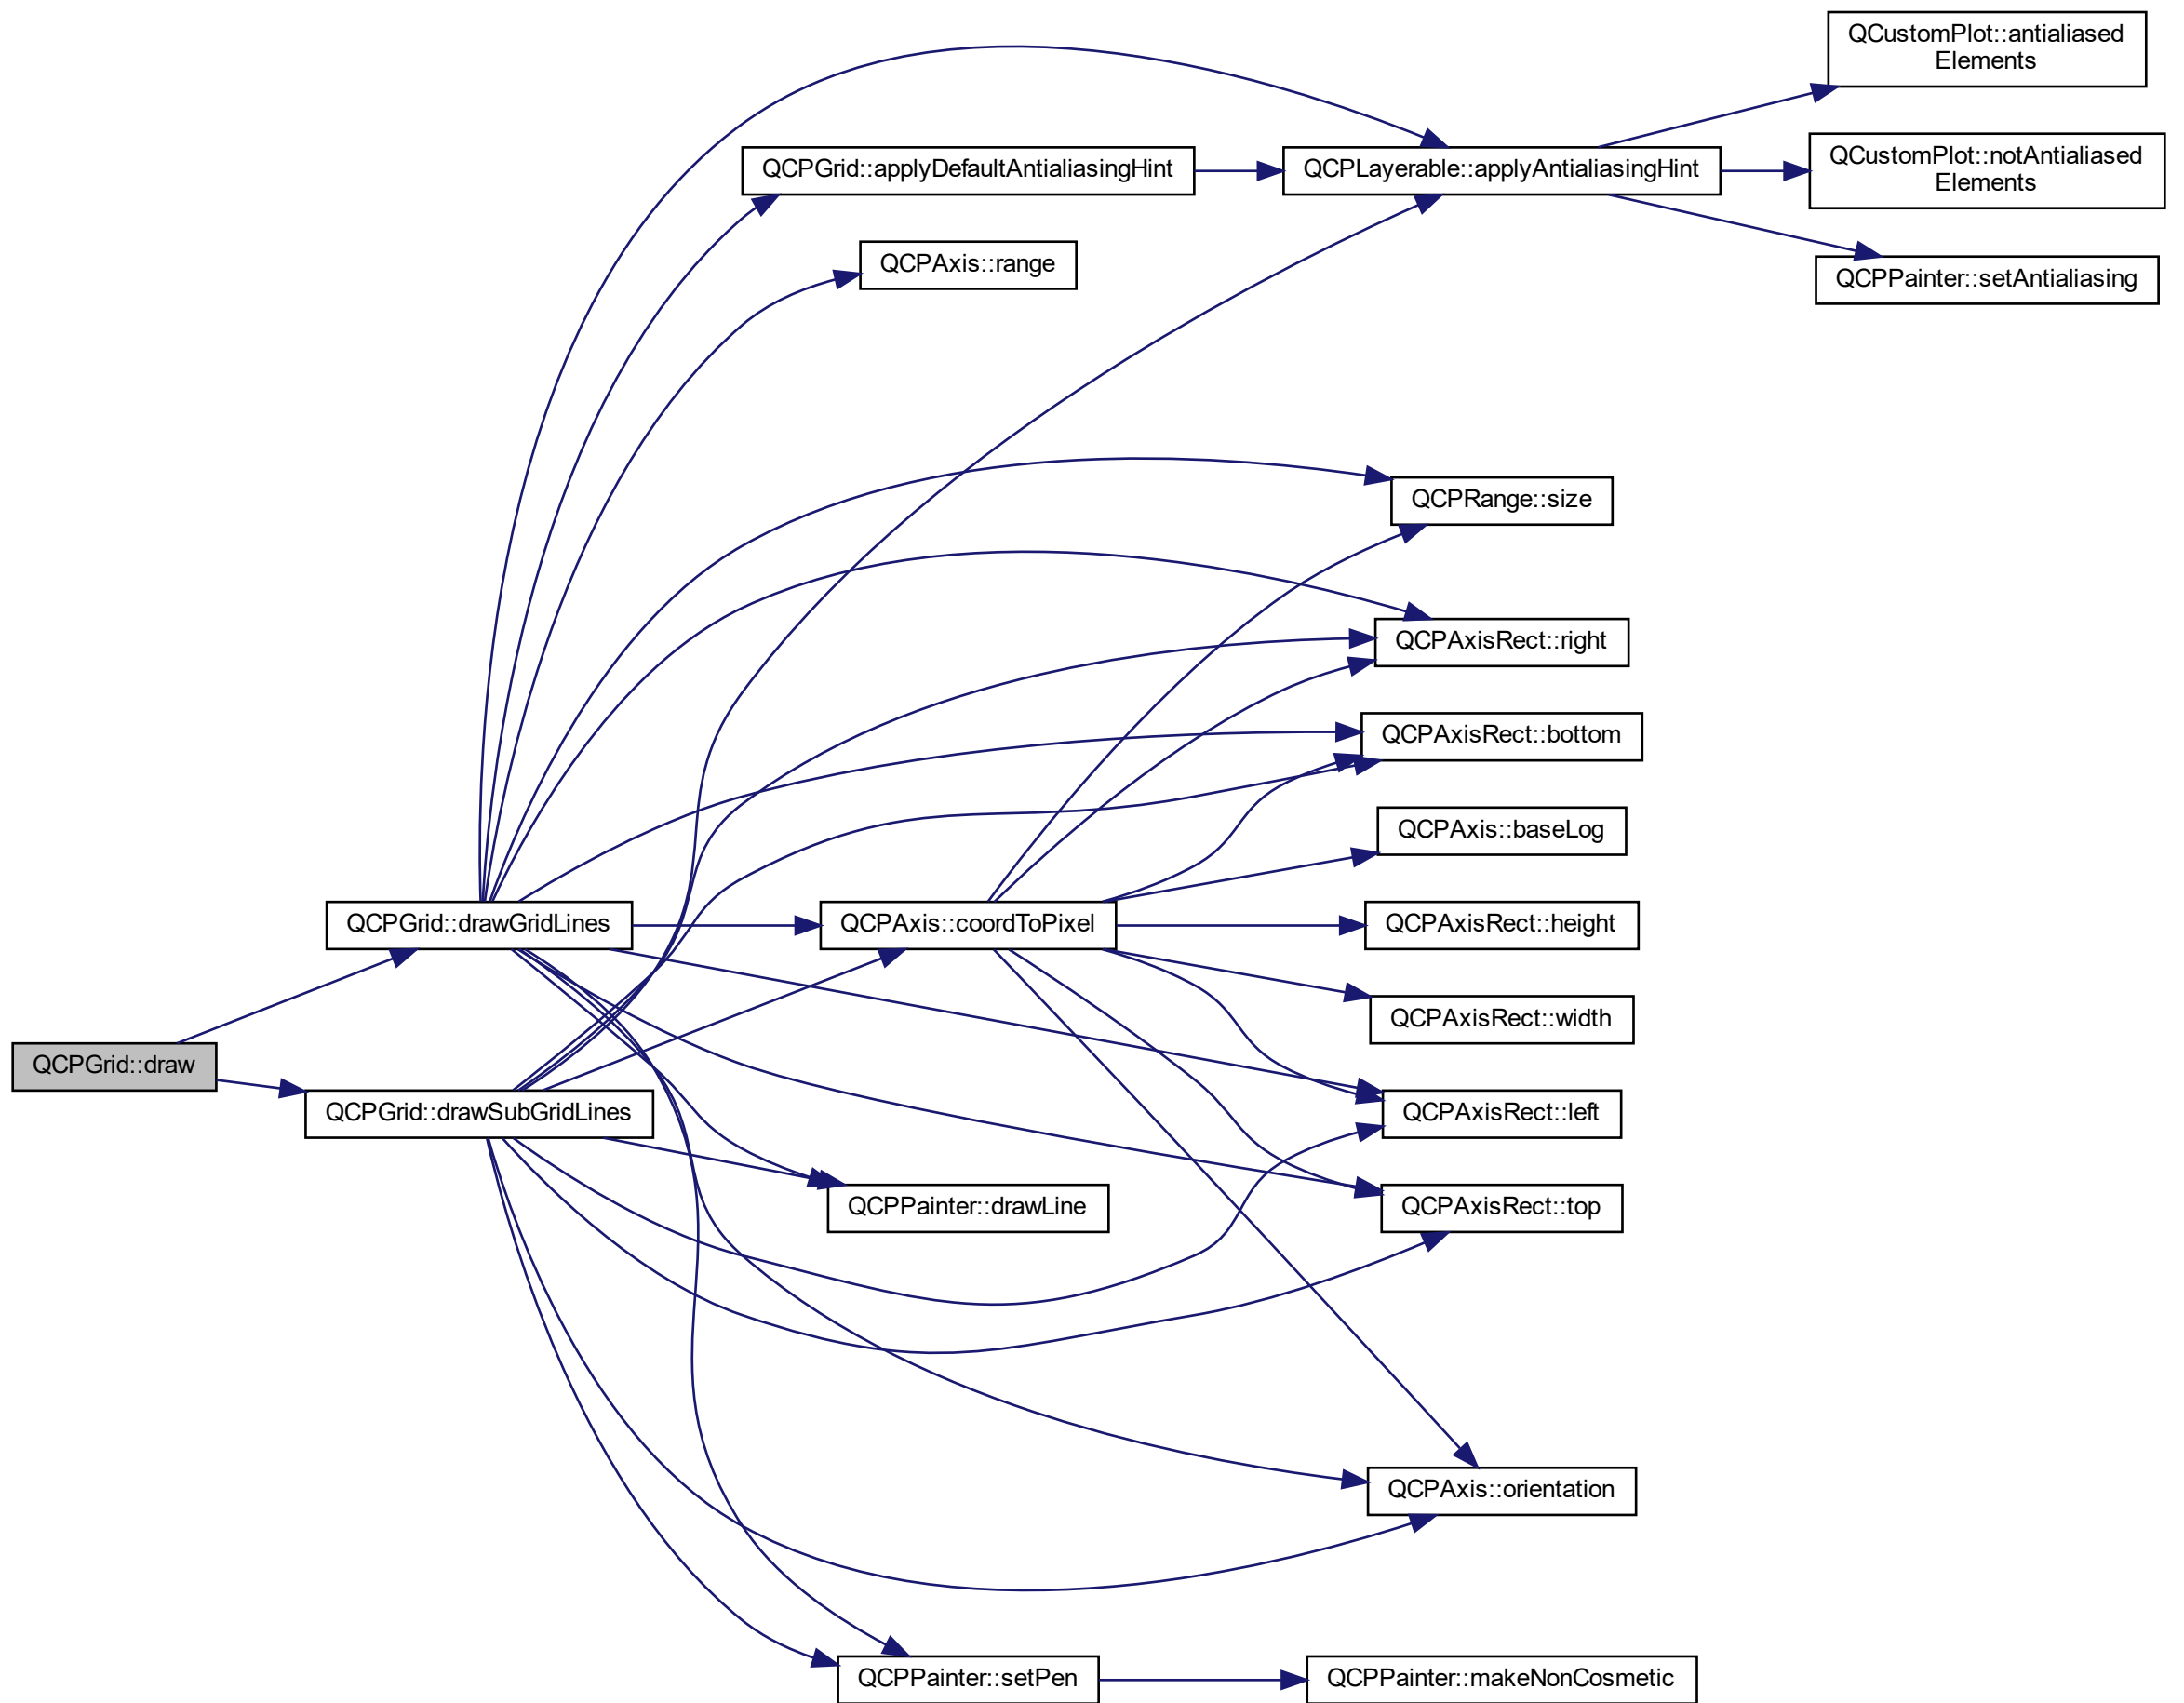 QCustomPlot::antialiased
Elements
QCPGrid::applyDefaultAntialiasingHint
QCPLayerable::applyAntialiasingHint
QCustomPlot::notAntialiased
Elements
QCPAxis::range
QCPPainter::setAntialiasing
QCPRange::size
QCPAxisRect::right
QCPAxisRect::bottom
QCPAxis::baseLog
QCPGrid::drawGridLines
QCPAxis::coordToPixel
QCPAxisRect::height
QCPAxisRect::width
QCPGrid::draw
QCPGrid::drawSubGridLines
QCPAxisRect::left
QCPPainter::drawLine
QCPAxisRect::top
QCPAxis::orientation
QCPPainter::setPen
QCPPainter::makeNonCosmetic